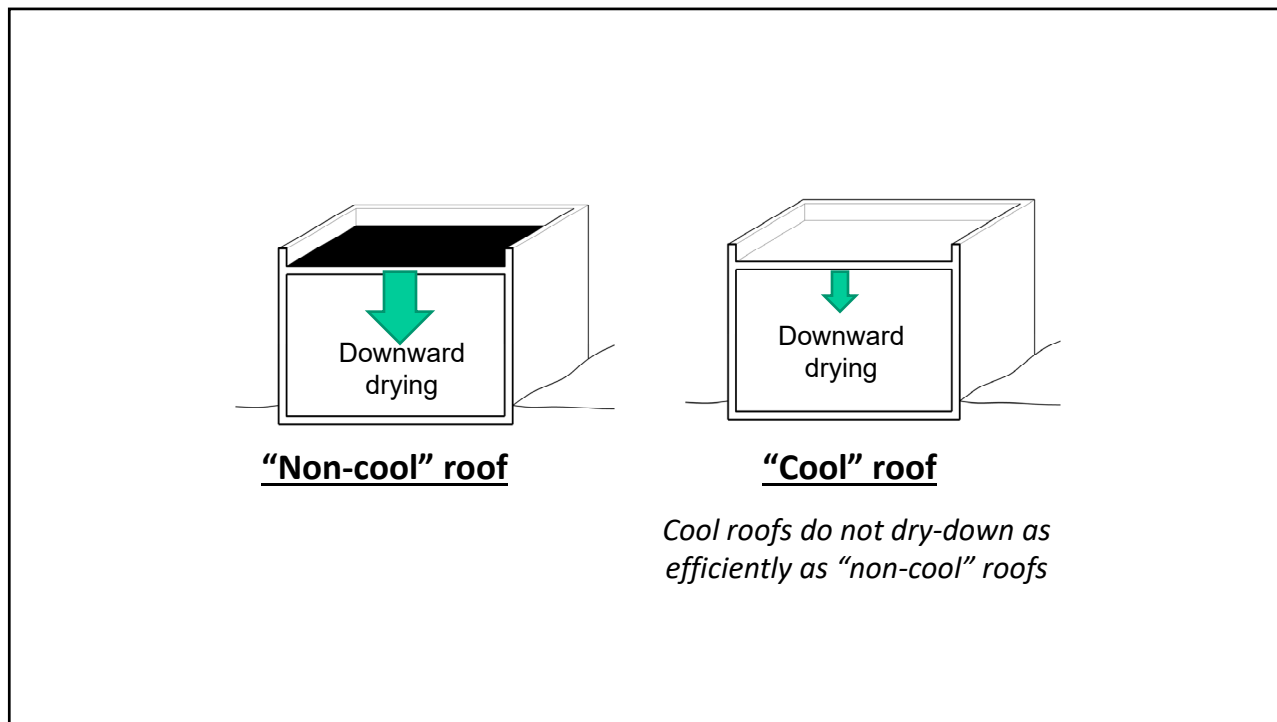 Downward
drying
“Non-cool” roof
Downward
drying
“Cool” roof
Cool roofs do not dry-down as
efficiently as “non-cool” roofs